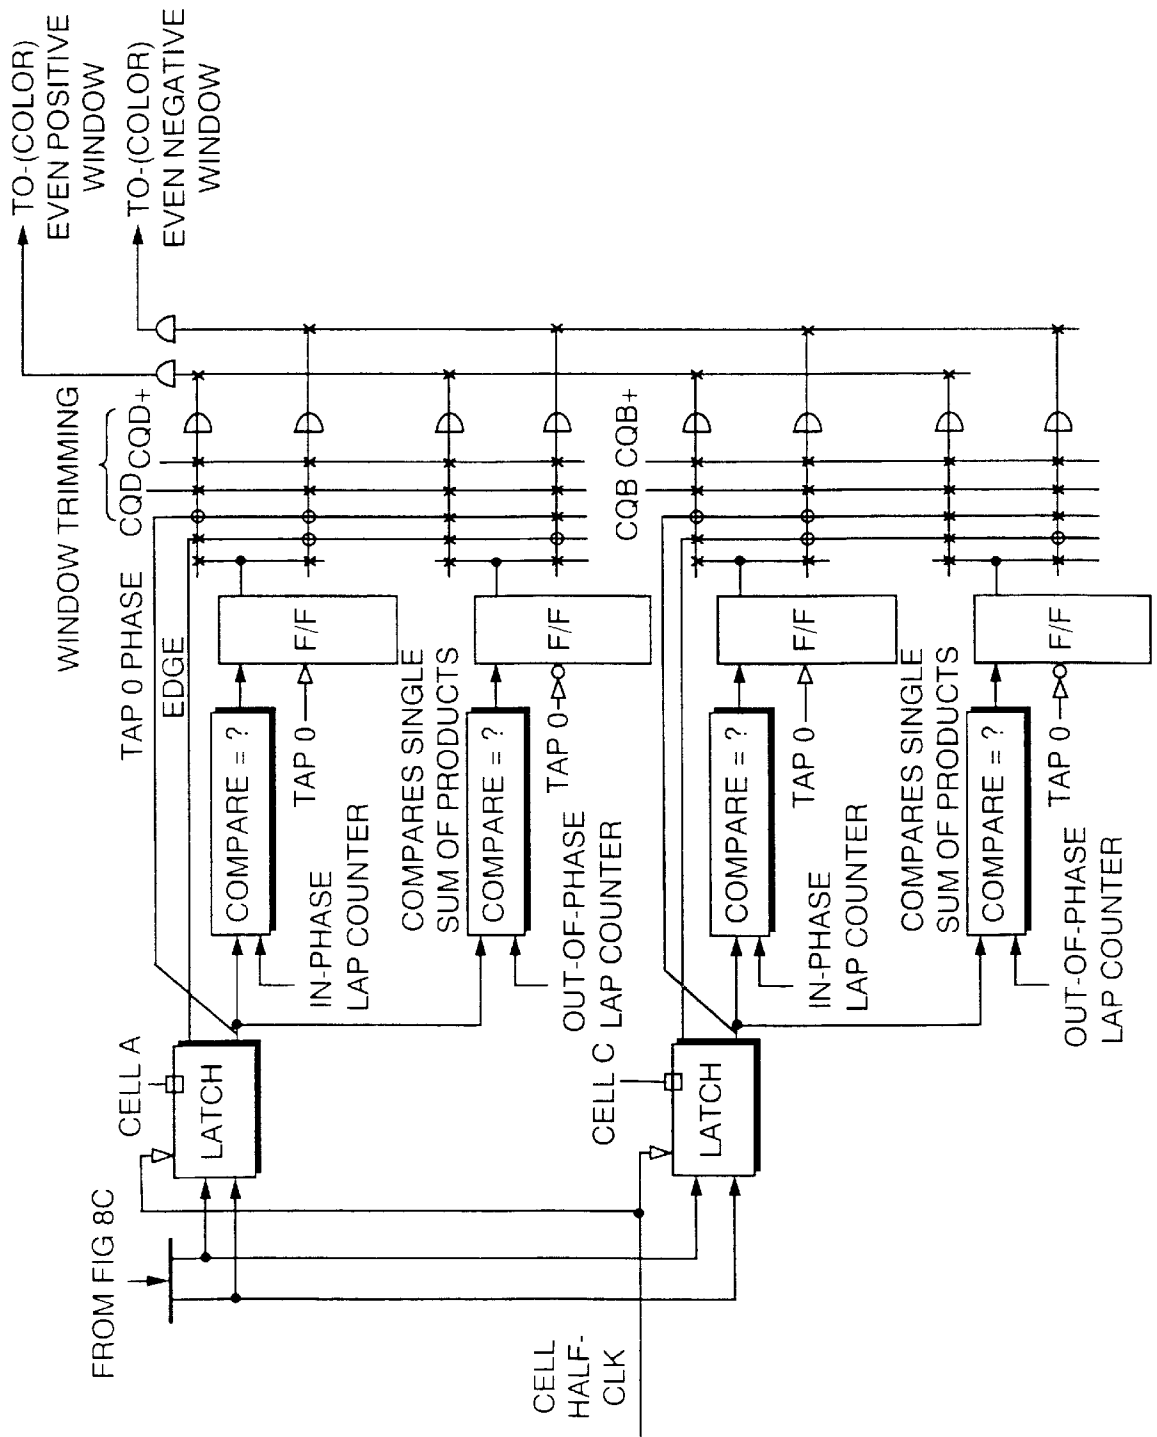 FROM FIG 8C
CELL
HALF-
CLK
CELL A
LATCH
CELL C
LATCH
IN-PHASE
LAP COUNTER
COMPARE = ?
TAP 0
F/F
TAP 0 PHASE
EDGE
COMPARES SINGLE
SUM OF PRODUCTS
COMPARE = ?
OUT-OF-PHASE
LAP COUNTER
TAP 0
F/F
IN-PHASE
LAP COUNTER
COMPARE = ?
TAP 0
F/F
COMPARES SINGLE
SUM OF PRODUCTS
COMPARE = ?
OUT-OF-PHASE
LAP COUNTER
TAP 0
F/F
WINDOW TRIMMING
CQD CQD+
CQB CQB+
TO-(COLOR)
EVEN POSITIVE
WINDOW
TO-(COLOR)
EVEN NEGATIVE
WINDOW